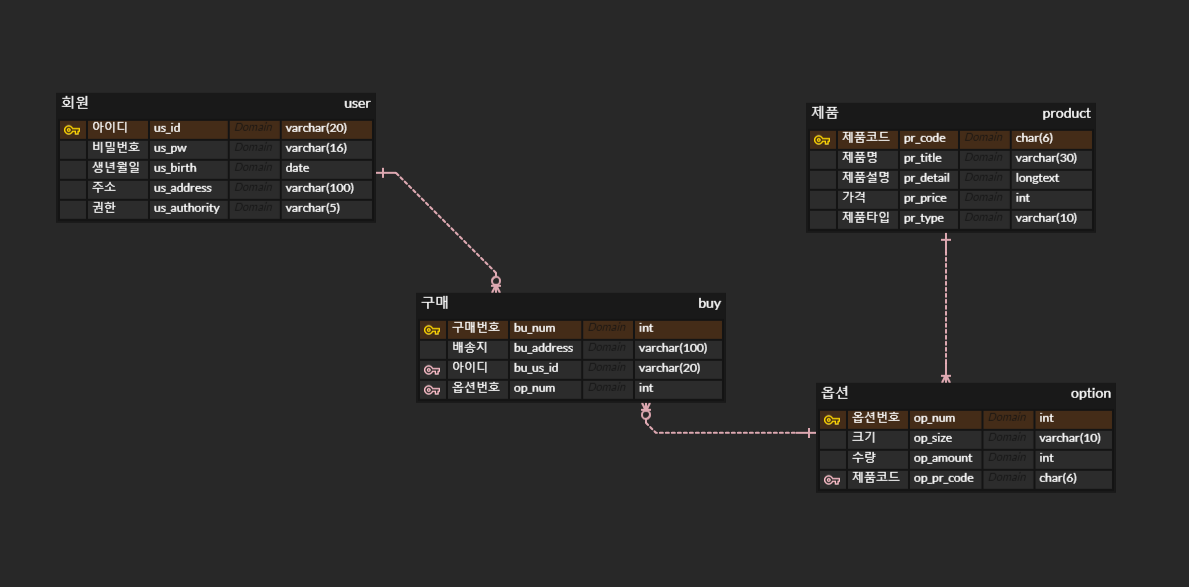 회원 user
아이디 us_id Domain varchar(20)
비밀번호 us_pw Domain varchar(16)
생년월일 us_birth Domain date
주소 us_address Domain varchar(100)
권한 us_authority Domain varchar(5)
제품 product
제품코드 pr_code Domain char(6)
제품명 pr_title Domain varchar(30)
제품설명 pr_detail Domain longtext
가격 pr_price Domain int
제품타입 pr_type Domain varchar(10)
구매 buy
구매번호 bu_num Domain int
배송지 bu_address Domain varchar(100)
아이디 bu_us_id Domain varchar(20)
옵션번호 op_num Domain int
옵션 option
옵션번호 op_num Domain int
크기 op_size Domain varchar(10)
수량 op_amount Domain int
제품코드 op_pr_code Domain char(6)